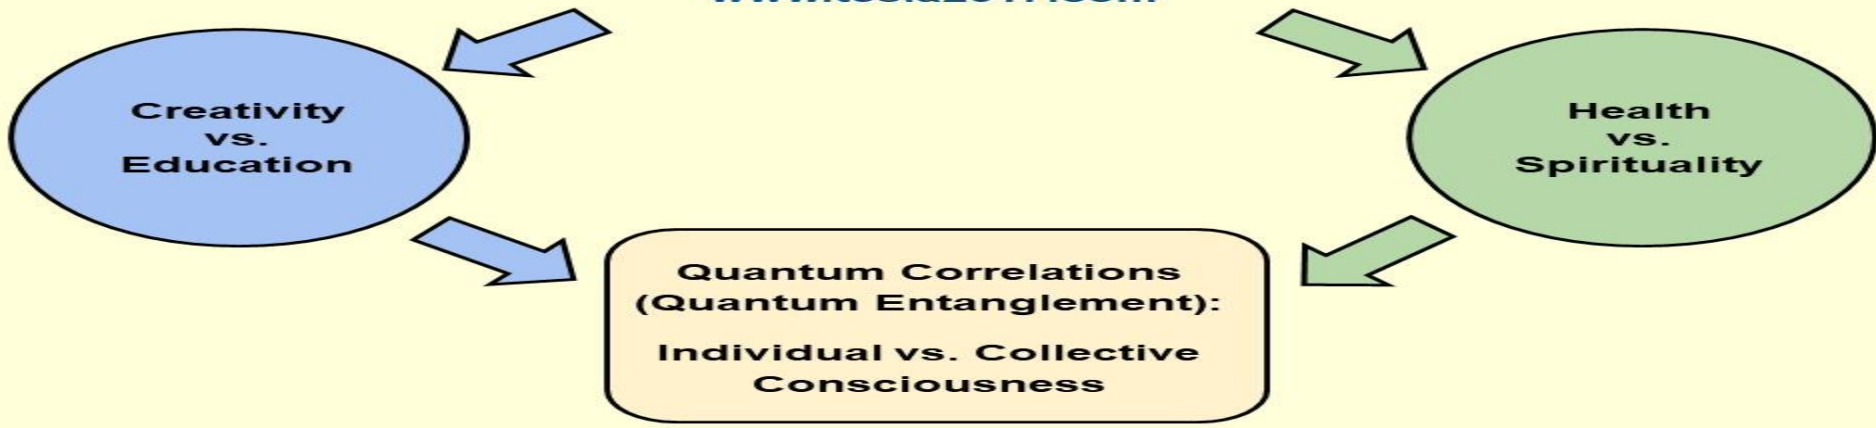 Creativity
vs.
Education
Health
vs.
Spirituality
Quantum Correlations
(Quantum Entanglement):
Individual vs. Collective
Consciousness